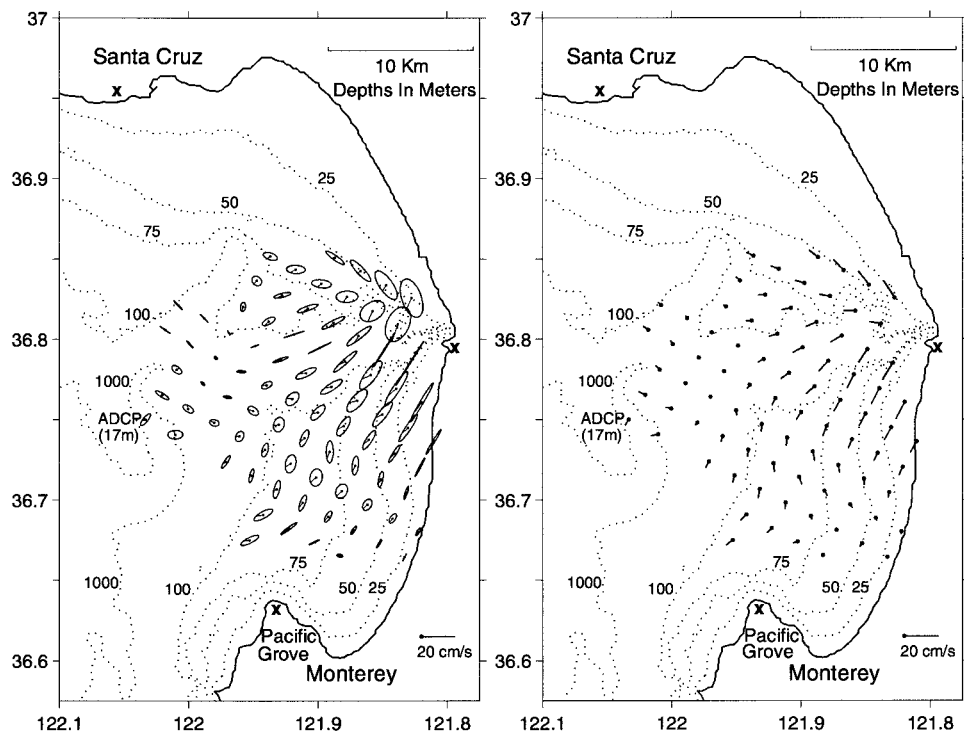 37
36.9
36.8
36.7
36.6
Santa Cruz
x
10 Km
Depths In Meters
25
50
75
100
1000
ADCP
(17m)
x
1000
100
75
50
25
x
Pacific
Grove
Monterey
20 cm/s
122.1
122
121.9
121.8
37
36.9
36.8
36.7
36.6
Santa Cruz
x
10 Km
Depths In Meters
25
50
75
100
1000
ADCP
(17m)
x
1000
100
75
50
25
x
Pacific
Grove
Monterey
20 cm/s
122.1
122
121.9
121.8